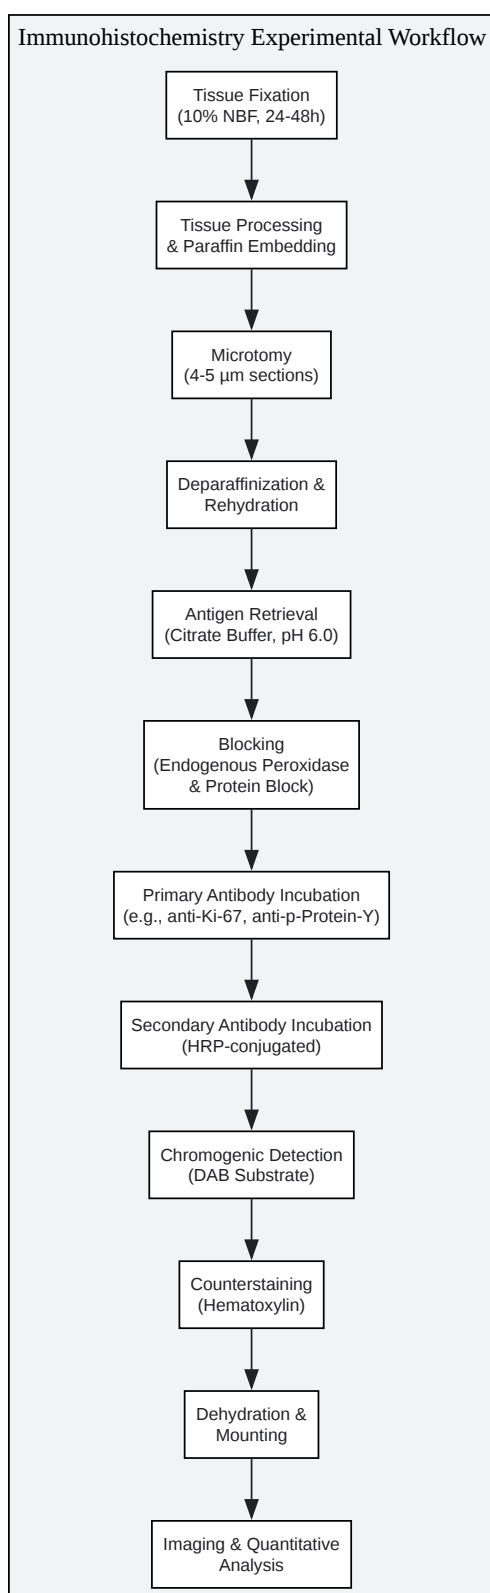 Immunohistochemistry Experimental Workflow
Tissue Fixation
(10% NBF, 24-48h)
Tissue Processing
& Paraffin Embedding
Microtomy
(4-5 µm sections)
Deparaffinization &
Rehydration
Antigen Retrieval
(Citrate Buffer, pH 6.0)
Blocking
(Endogenous Peroxidase
& Protein Block)
Primary Antibody Incubation
(e.g., anti-Ki-67, anti-p-Protein-Y)
Secondary Antibody Incubation
(HRP-conjugated)
Chromogenic Detection
(DAB Substrate)
Counterstaining
(Hematoxylin)
Dehydration &
Mounting
Imaging & Quantitative
Analysis